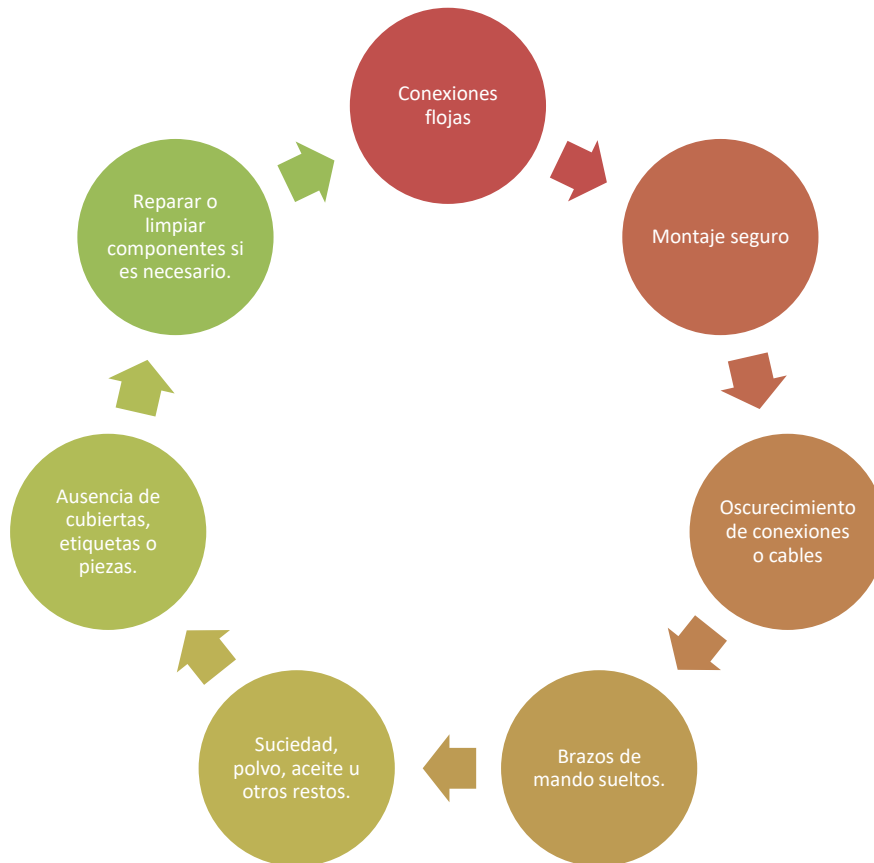 Conexiones
flojas
Montaje seguro
Oscurecimiento
de conexiones
o cables
Brazos de
mando sueltos.
Suciedad,
polvo, aceite u
otros restos.
Ausencia de
cubiertas,
etiquetas o
piezas.
Reparar o
limpiar
componentes si
es necesario.